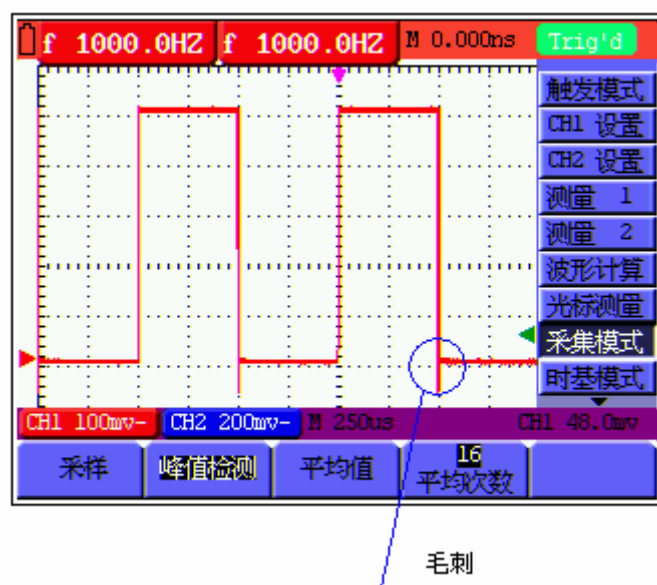 f 1000.0HZ f 1000.0HZ M 0.000ns Trig'd
触发模式
CH1 设置
CH2 设置
测量 1
测量 2
波形计算
光标测量
采集模式
时基模式
CH1 100mv~ CH2 200mv~ M 250us CH1 48.0mv
采样 峰值检测 平均值 16
平均次数
毛刺